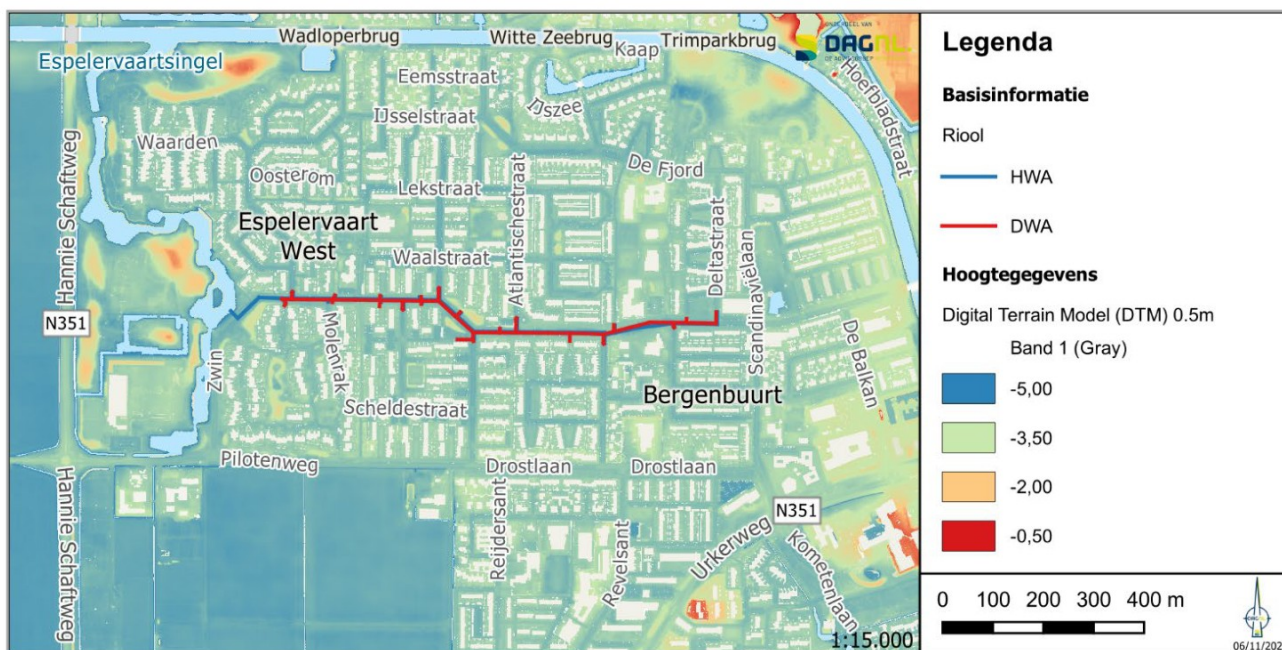 Wadloperbrug
Witte Zeebrug
Trimparkbrug
Kaap
DAGNL
Espelervaartsingel
Eemsstraat
Hoefbladstraat
IJszee
IJsselstraat
Waarden
De Fjord
Oosterom
Lekstraat
Hannie Schaftweg
Espelervaart
West
Atlantischestraat
Deltastraat
Scandinaviëlaan
Waalstraat
N351
Molenrak
Zwin
De Balkan
Bergenbuurt
Scheldestraat
Pilotenweg
Drostlaan
Drostlaan
Hannie Schaftweg
N351
Reijdersant
Revelsant
Urkerweg
Kometenlaan
1:15.000
Legenda
Basisinformatie
Riool
HWA
DWA
Hoogtegegevens
Digital Terrain Model (DTM) 0.5m
Band 1 (Gray)
-5,00
-3,50
-2,00
-0,50
0 100 200 300 400 m
06/11/202